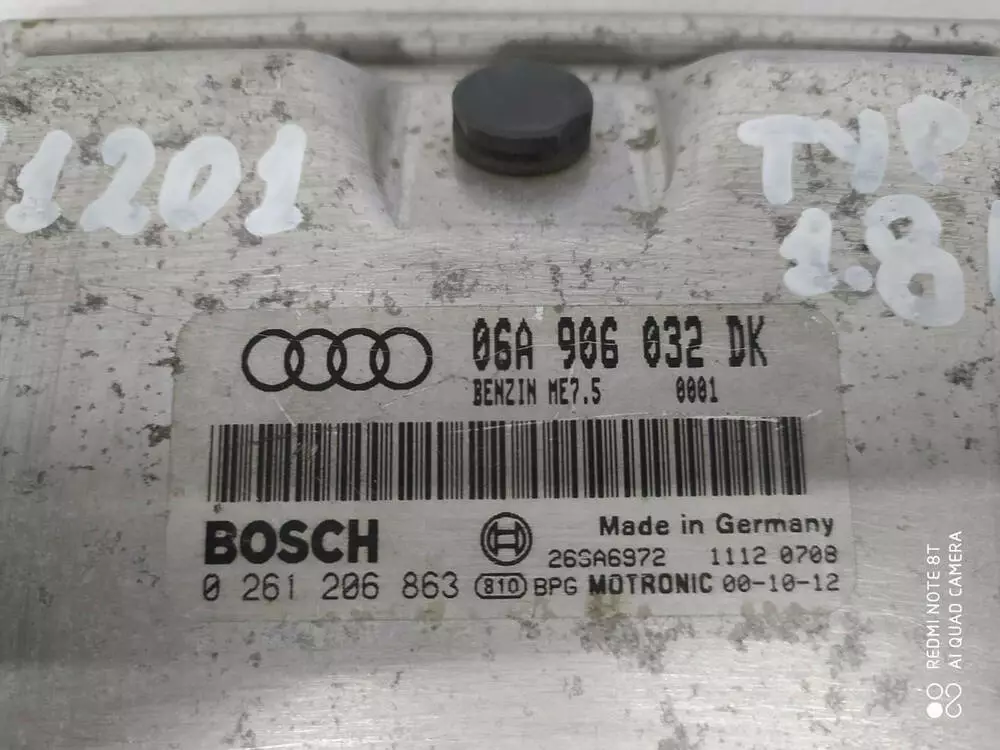 1201
TYP
1.8
06A 906 032 DK
BENZIN ME7.5 0001
BOSCH
Made in Germany
26SA6972 1112 0708
0 261 206 863 810 BPG MOTRONIC 00-10-12
REDMI NOTE 8T
AI QUAD CAMERA